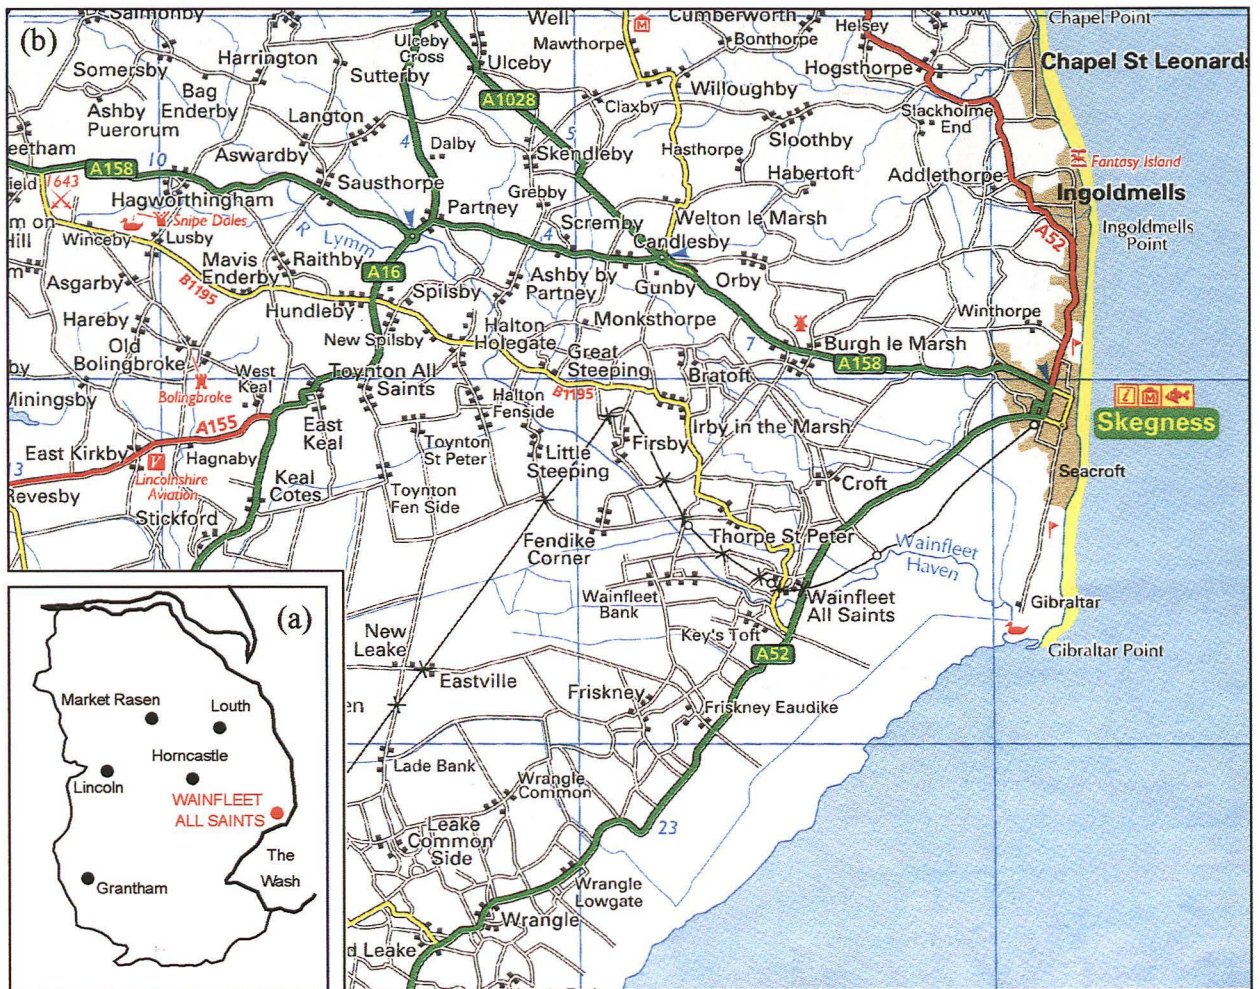 (b)
Salmonby
Well
Cumberworth
Helsey
Row
Chapel Point
Ulceby
Cross
Mawthorpe
Bonthorpe
Harrington
Somersby
Sutterby
Ulceby
Hogsthorpe
Chapel St Leonards
Bag
Enderby
Willoughby
A1028
Ashby
Puerorum
Langton
Claxby
Slackholme
End
4
5
Sloothby
Dalby
Skendleby
Hasthorpe
eetham
A158
10
Aswardby
Fantasy Island
Habertoft
Addlethorpe
ield
1643
Sausthorpe
Grebby
Ingoldmells
Hagworthingham
Snipe Dales
Partney
Scremby
Welton le Marsh
Ingoldmells
Point
m on
Hill
Winceby
Lusby
R Lymm
4
Candlesby
A52
Mavis
Enderby
Raithby
A16
Ashby by
Partney
Gunby
Orby
m
Asgarby
B1195
Spilsby
Hundleby
Winthorpe
Hareby
New Spilsby
Halton
Holegate
Monksthorpe
7
Burgh le Marsh
Old
Bolingbroke
A158
by
West
Keal
Toynton All
Saints
Great
Steeping
Bratoft
Miningsby
Bolingbroke
Halton
Fenside
B1195
i
M
Skegness
A155
East
Keal
Irby in the Marsh
East Kirkby
V
Hagnaby
Toynton
St Peter
Little
Steeping
Firsby
13
Lincolnshire
Aviation
Keal
Cotes
Seacroft
Revesby
Toynton
Fen Side
Croft
Stickford
Fendike
Corner
Thorpe St Peter
Wainfleet
Haven
Wainfleet
Bank
Wainfleet
All Saints
Gibraltar
New
Leake
Key's Toft
Gibraltar Point
A52
Eastville
Friskney
en
Friskney Eaudike
Lade Bank
Wrangle
Common
23
Leake
Common
Side
Wrangle
Lowgate
Wrangle
d Leake
(a)
Market Rasen
Louth
Horncastle
Lincoln
WAINFLEET
ALL SAINTS
The
Wash
Grantham